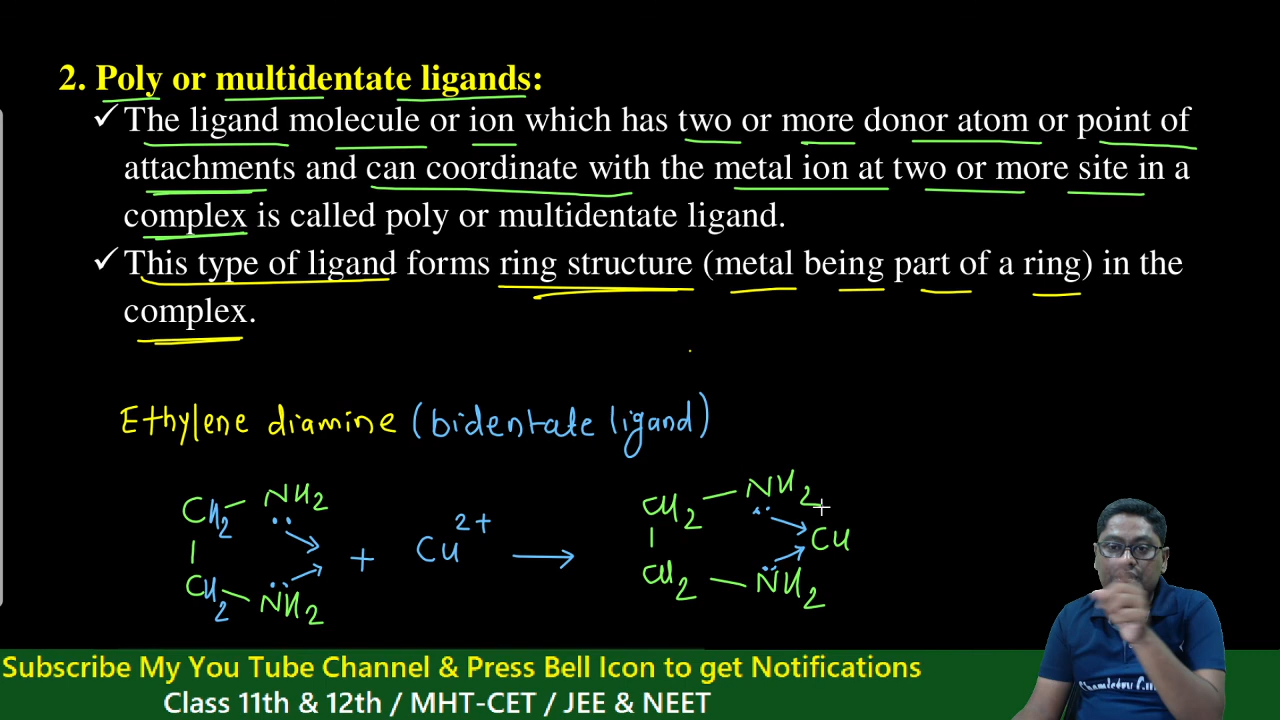 2. Poly or multidentate ligands:
✓ The ligand molecule or ion which has two or more donor atom or point of
attachments and can coordinate with the metal ion at two or more site in a
complex is called poly or multidentate ligand.
✓ This type of ligand forms ring structure (metal being part of a ring) in the
complex.
Ethylene diamine (bidentate ligand)
CH2 — NH2
CH2 — NH2
+
Cu2+
→
CH2 — NH2
Cu
CH2 — NH2
Subscribe My You Tube Channel & Press Bell Icon to get Notifications
Class 11th & 12th / MHT-CET / JEE & NEET